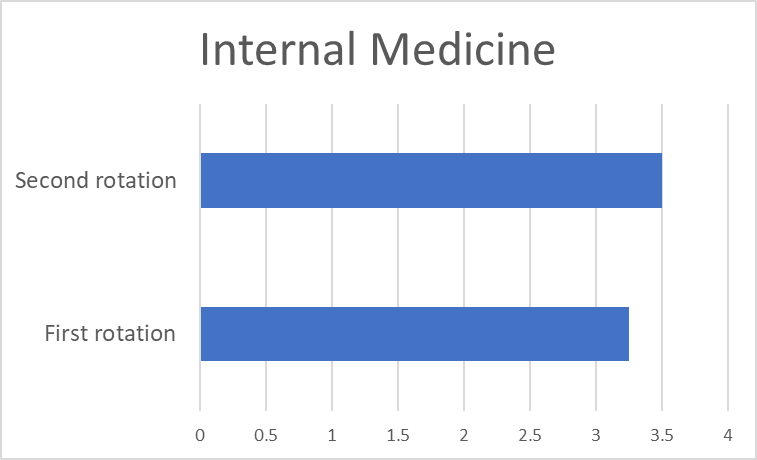 Internal Medicine
Second rotation
First rotation
0 0.5 1 1.5 2 2.5 3 3.5 4